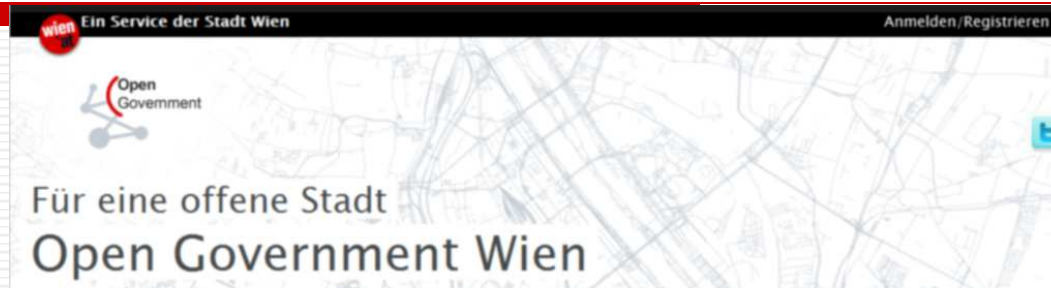 wien
at
Ein Service der Stadt Wien
Anmelden/Registrieren
Open
Government
Für eine offene Stadt
Open Government Wien